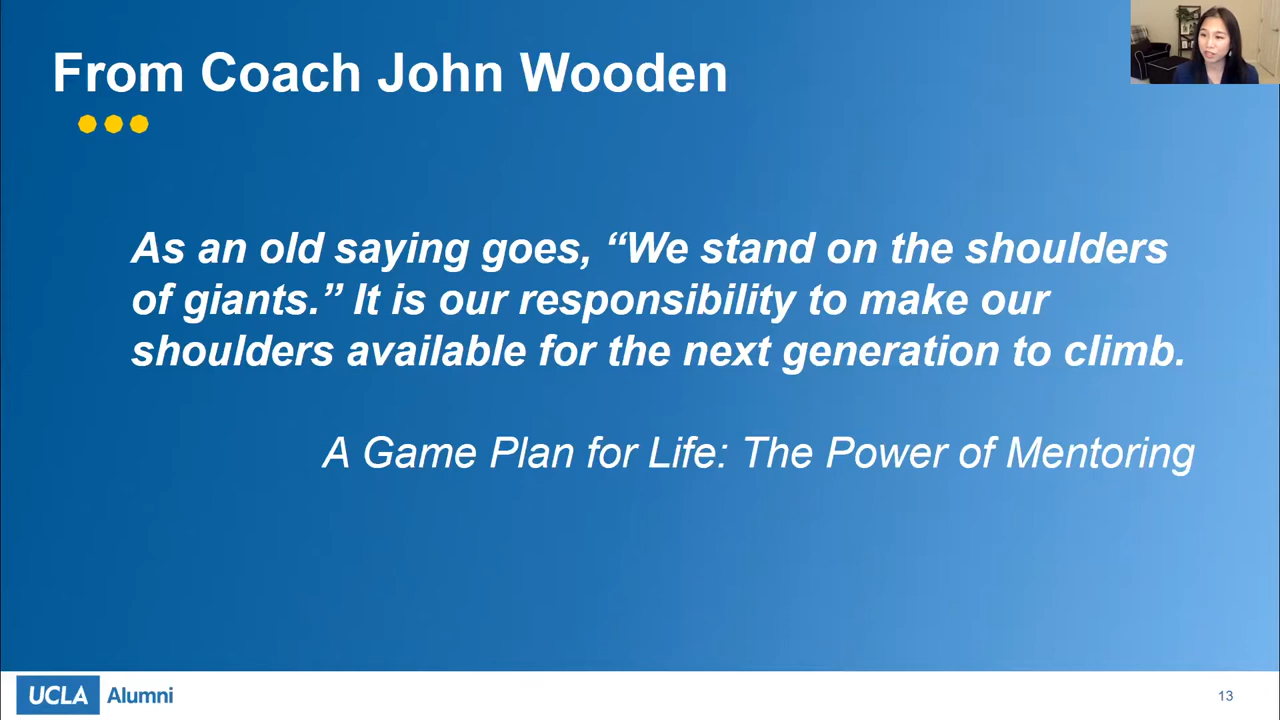 From Coach John Wooden
As an old saying goes, “We stand on the shoulders
of giants.” It is our responsibility to make our
shoulders available for the next generation to climb.
A Game Plan for Life: The Power of Mentoring
UCLA Alumni
13